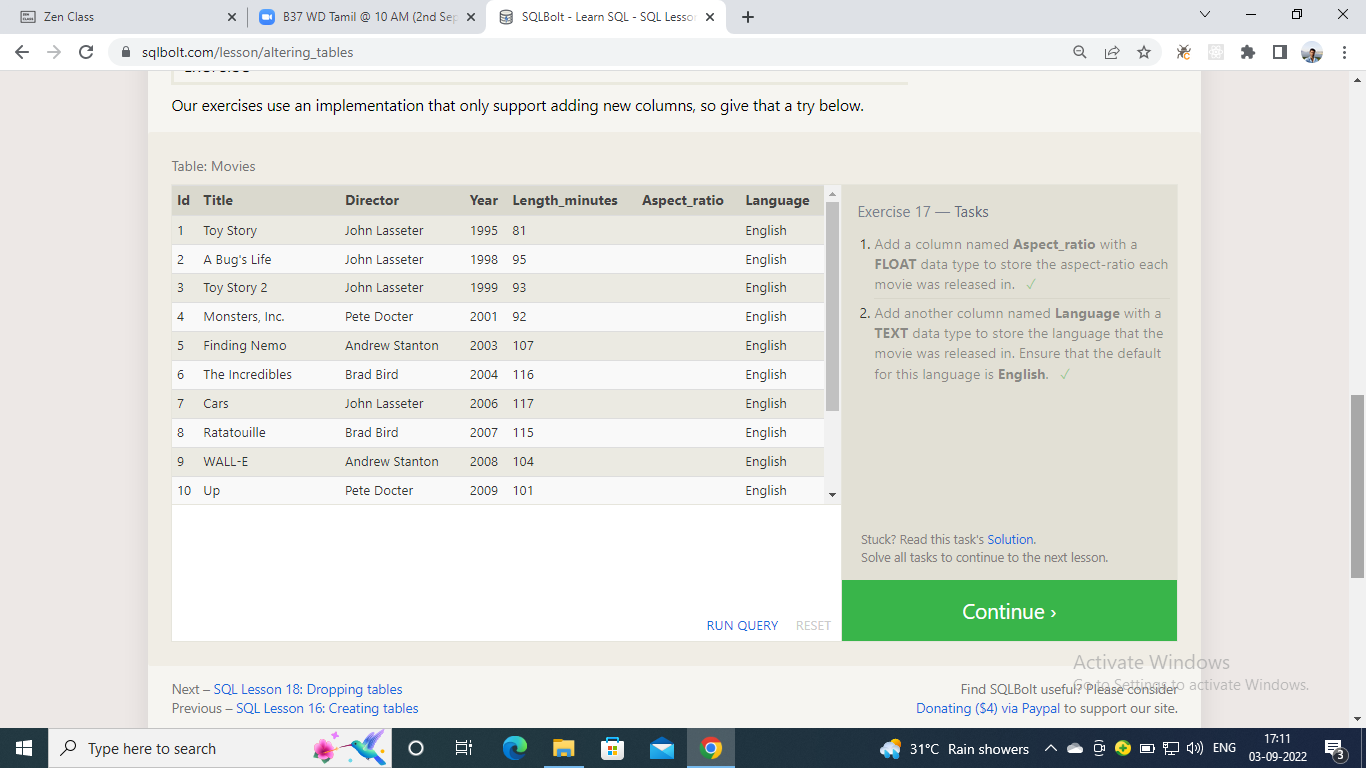 Zen Class
B37 WD Tamil @ 10 AM (2nd Sep
SQLBolt - Learn SQL - SQL Lesson
sqlbolt.com/lesson/altering_tables
Our exercises use an implementation that only support adding new columns, so give that a try below.
Table: Movies
Id Title Director Year Length_minutes Aspect_ratio Language
1 Toy Story John Lasseter 1995 81 English
2 A Bug's Life John Lasseter 1998 95 English
3 Toy Story 2 John Lasseter 1999 93 English
4 Monsters, Inc. Pete Docter 2001 92 English
5 Finding Nemo Andrew Stanton 2003 107 English
6 The Incredibles Brad Bird 2004 116 English
7 Cars John Lasseter 2006 117 English
8 Ratatouille Brad Bird 2007 115 English
9 WALL-E Andrew Stanton 2008 104 English
10 Up Pete Docter 2009 101 English
RUN QUERY RESET
Exercise 17 — Tasks
1. Add a column named Aspect_ratio with a
FLOAT data type to store the aspect-ratio each
movie was released in. ✓
2. Add another column named Language with a
TEXT data type to store the language that the
movie was released in. Ensure that the default
for this language is English. ✓
Stuck? Read this task's Solution.
Solve all tasks to continue to the next lesson.
Continue ›
Next – SQL Lesson 18: Dropping tables
Previous – SQL Lesson 16: Creating tables
Find SQLBolt useful? Please consider
Donating ($4) via Paypal to support our site.
Activate Windows
Go to Settings to activate Windows.
Type here to search
31°C Rain showers
ENG
17:11
03-09-2022
3